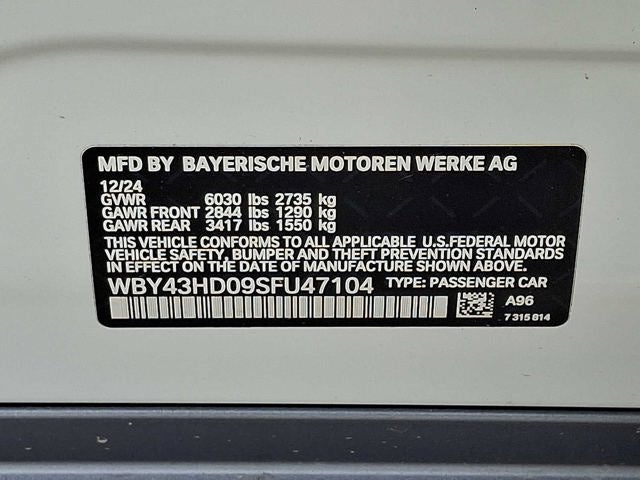 MFD BY BAYERISCHE MOTOREN WERKE AG
12/24
GVWR 6030 lbs 2735 kg
GAWR FRONT 2844 lbs 1290 kg
GAWR REAR 3417 lbs 1550 kg
THIS VEHICLE CONFORMS TO ALL APPLICABLE U.S.FEDERAL MOTOR
VEHICLE SAFETY, BUMPER AND THEFT PREVENTION STANDARDS
IN EFFECT ON THE DATE OF MANUFACTURE SHOWN ABOVE.
WBY43HD09SFU47104 TYPE: PASSENGER CAR
A96
7 315 814